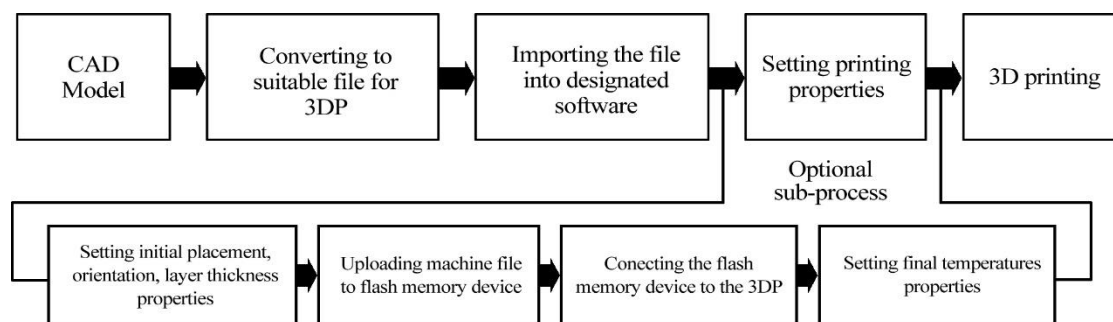 CAD
Model
Converting to
suitable file for
3DP
Importing the file
into designated
software
Setting printing
properties
3D printing
Optional
sub-process
Setting initial placement,
orientation, layer thickness
properties
Uploading machine file
to flash memory device
Conecting the flash
memory device to the 3DP
Setting final temperatures
properties